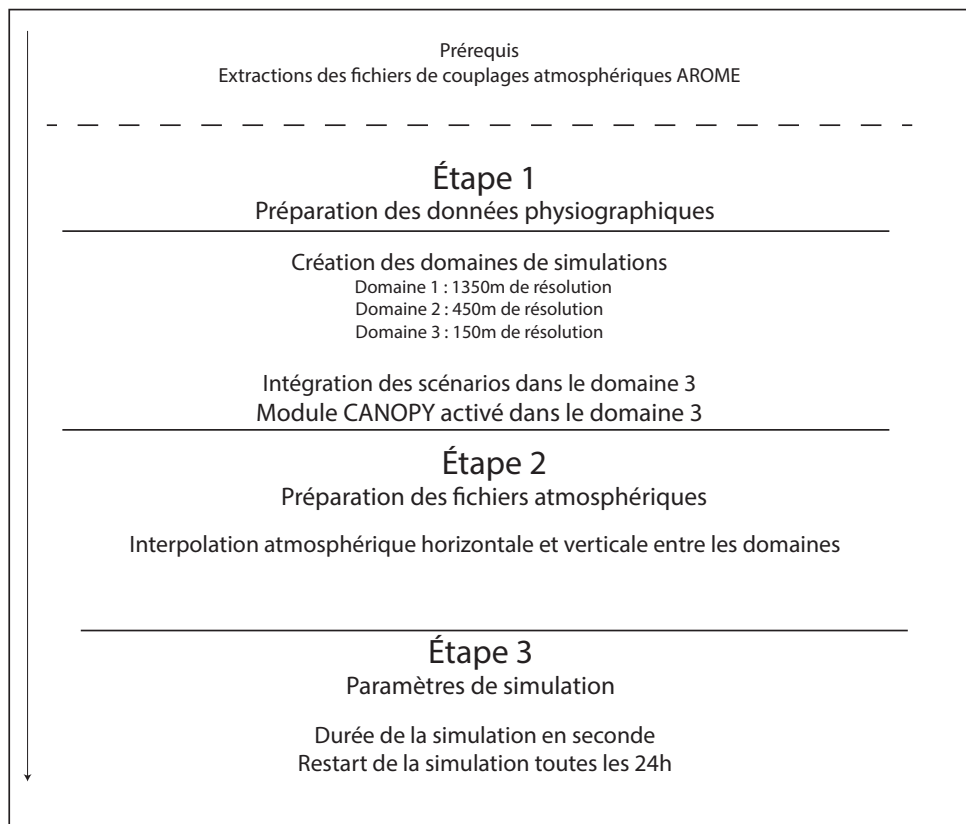 Prérequis
Extractions des fichiers de couplages atmosphériques AROME
Étape 1
Préparation des données physiographiques
Création des domaines de simulations
Domaine 1 : 1350m de résolution
Domaine 2 : 450m de résolution
Domaine 3 : 150m de résolution
Intégration des scénarios dans le domaine 3
Module CANOPY activé dans le domaine 3
Étape 2
Préparation des fichiers atmosphériques
Interpolation atmosphérique horizontale et verticale entre les domaines
Étape 3
Paramètres de simulation
Durée de la simulation en seconde
Restart de la simulation toutes les 24h